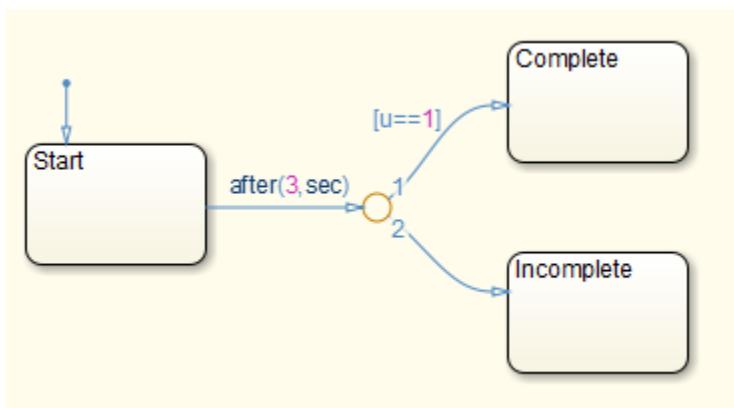 Complete
[u==1]
Start
after(3,sec)
1
2
Incomplete